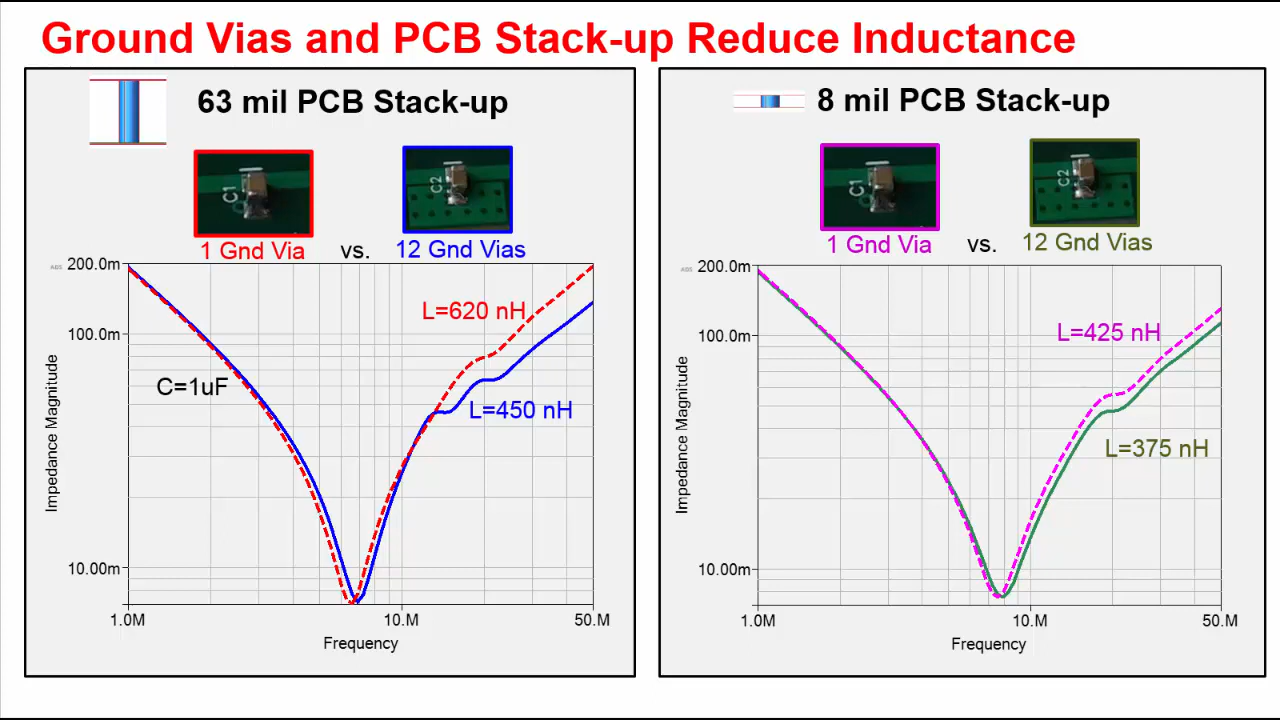 Ground Vias and PCB Stack-up Reduce Inductance
63 mil PCB Stack-up
C1
C2
1 Gnd Via vs. 12 Gnd Vias
ABS
200.0m
100.0m
10.00m
Impedance Magnitude
L=620 nH
C=1uF
L=450 nH
1.0M 10.M 50.M
Frequency
8 mil PCB Stack-up
C1
C2
1 Gnd Via vs. 12 Gnd Vias
ABS
200.0m
100.0m
10.00m
Impedance Magnitude
L=425 nH
L=375 nH
1.0M 10.M 50.M
Frequency